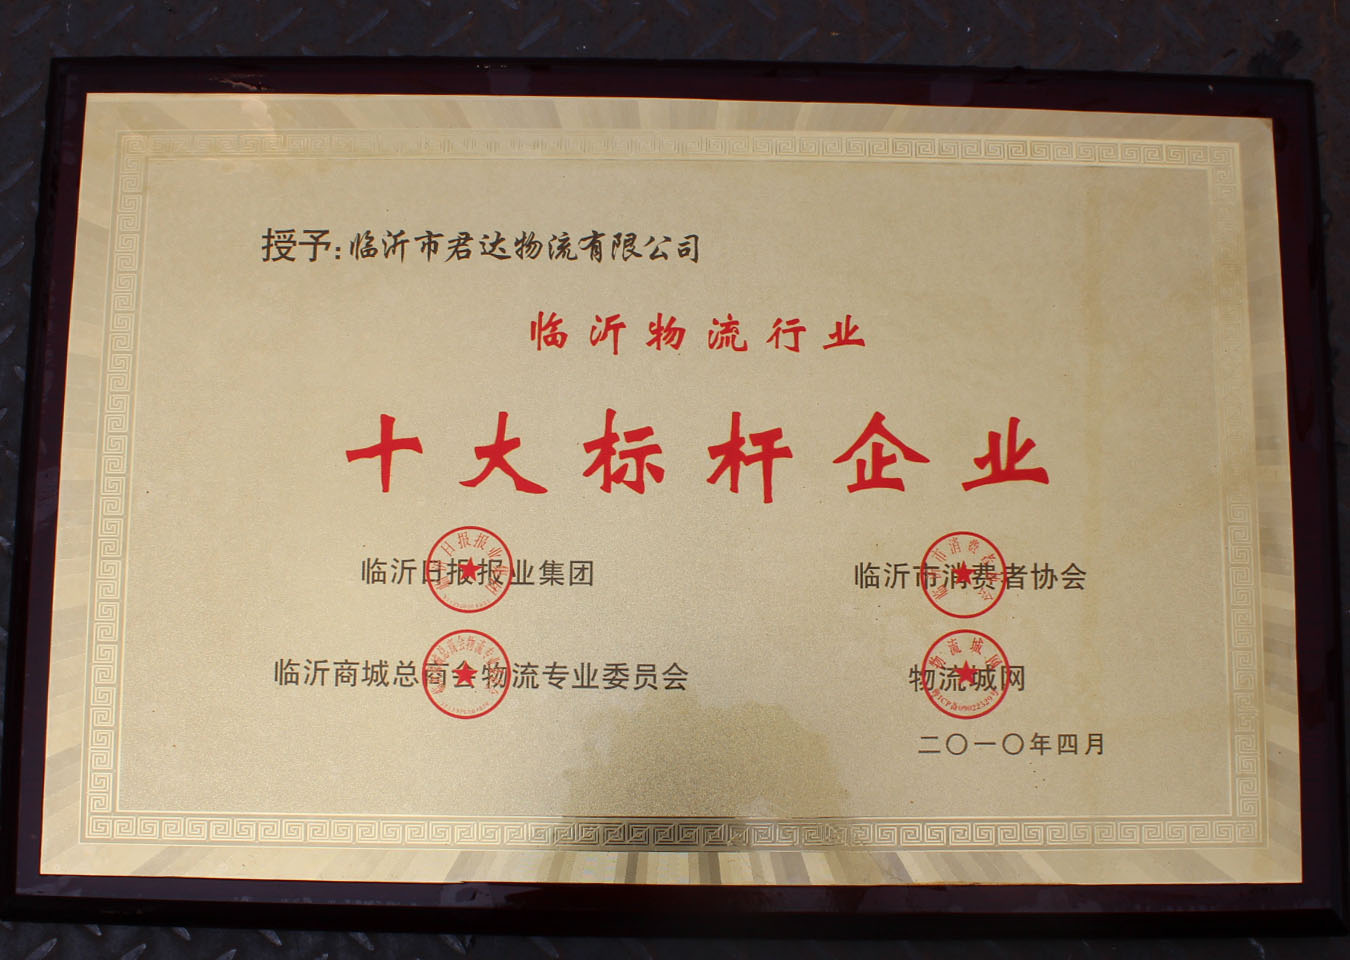 授予:临沂市君达物流有限公司
临沂物流行业
十大标杆企业
临沂日报报业集团
临沂市消费者协会
临沂商城总商会物流专业委员会
物流城网
二〇一〇年四月